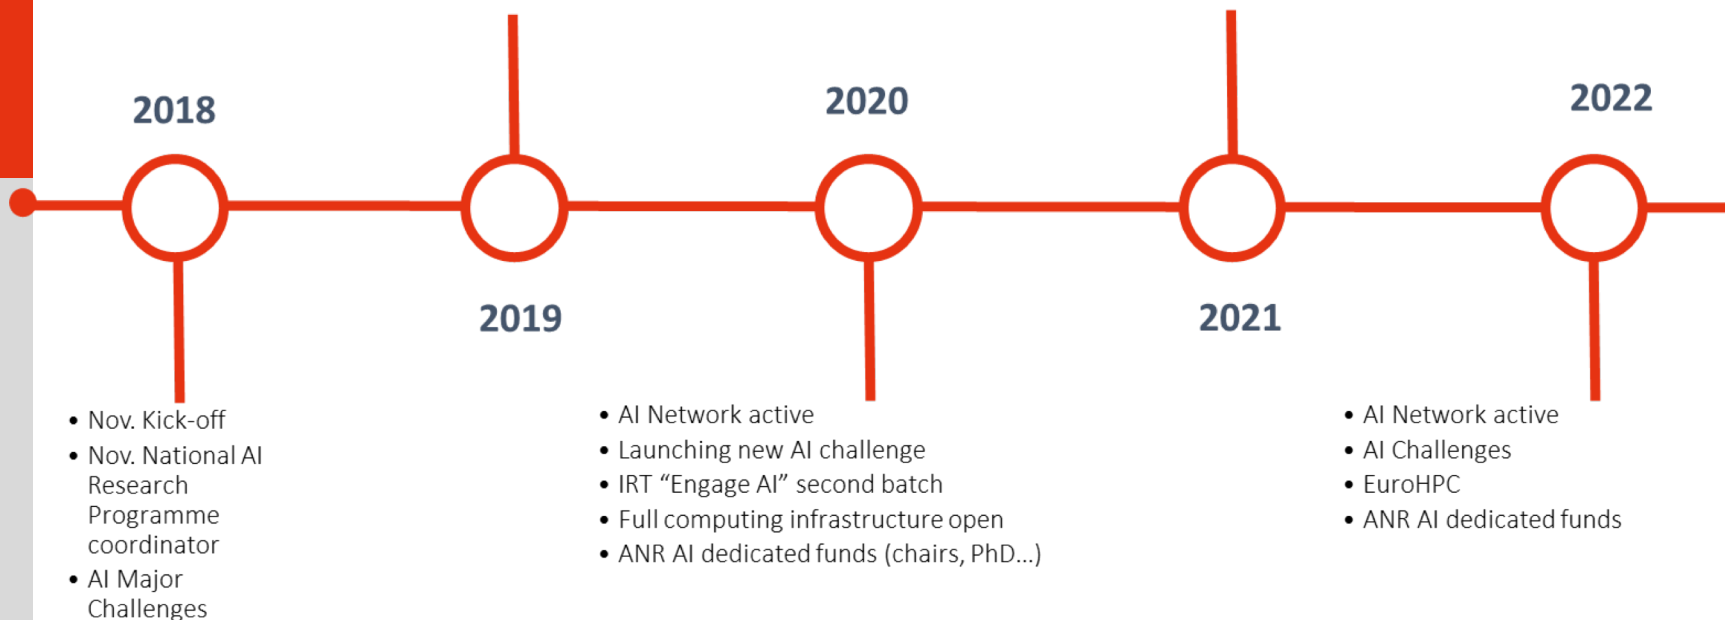 2018
2020
2022
2019
2021
• Nov. Kick-off
• Nov. National AI
Research
Programme
coordinator
• AI Major
Challenges
• AI Network active
• Launching new AI challenge
• IRT “Engage AI” second batch
• Full computing infrastructure open
• ANR AI dedicated funds (chairs, PhD...)
• AI Network active
• AI Challenges
• EuroHPC
• ANR AI dedicated funds